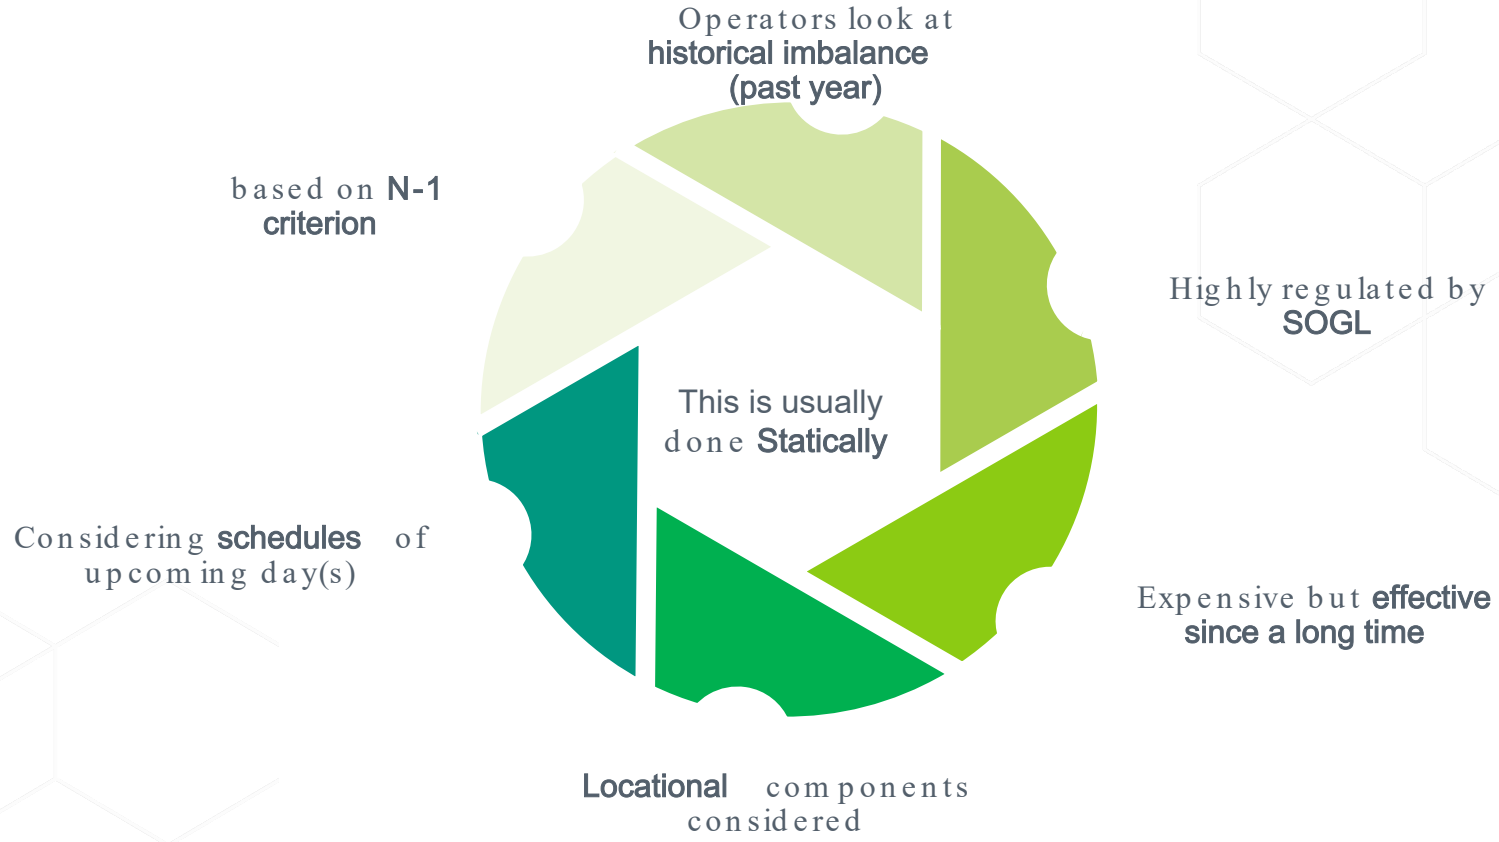 Operators look at
historical imbalance
(past year)
based on N-1
criterion
Highly regulated by
SOGL
This is usually
done Statically
Considering schedules of
upcoming day(s)
Expensive but effective
since a long time
Locational components
considered